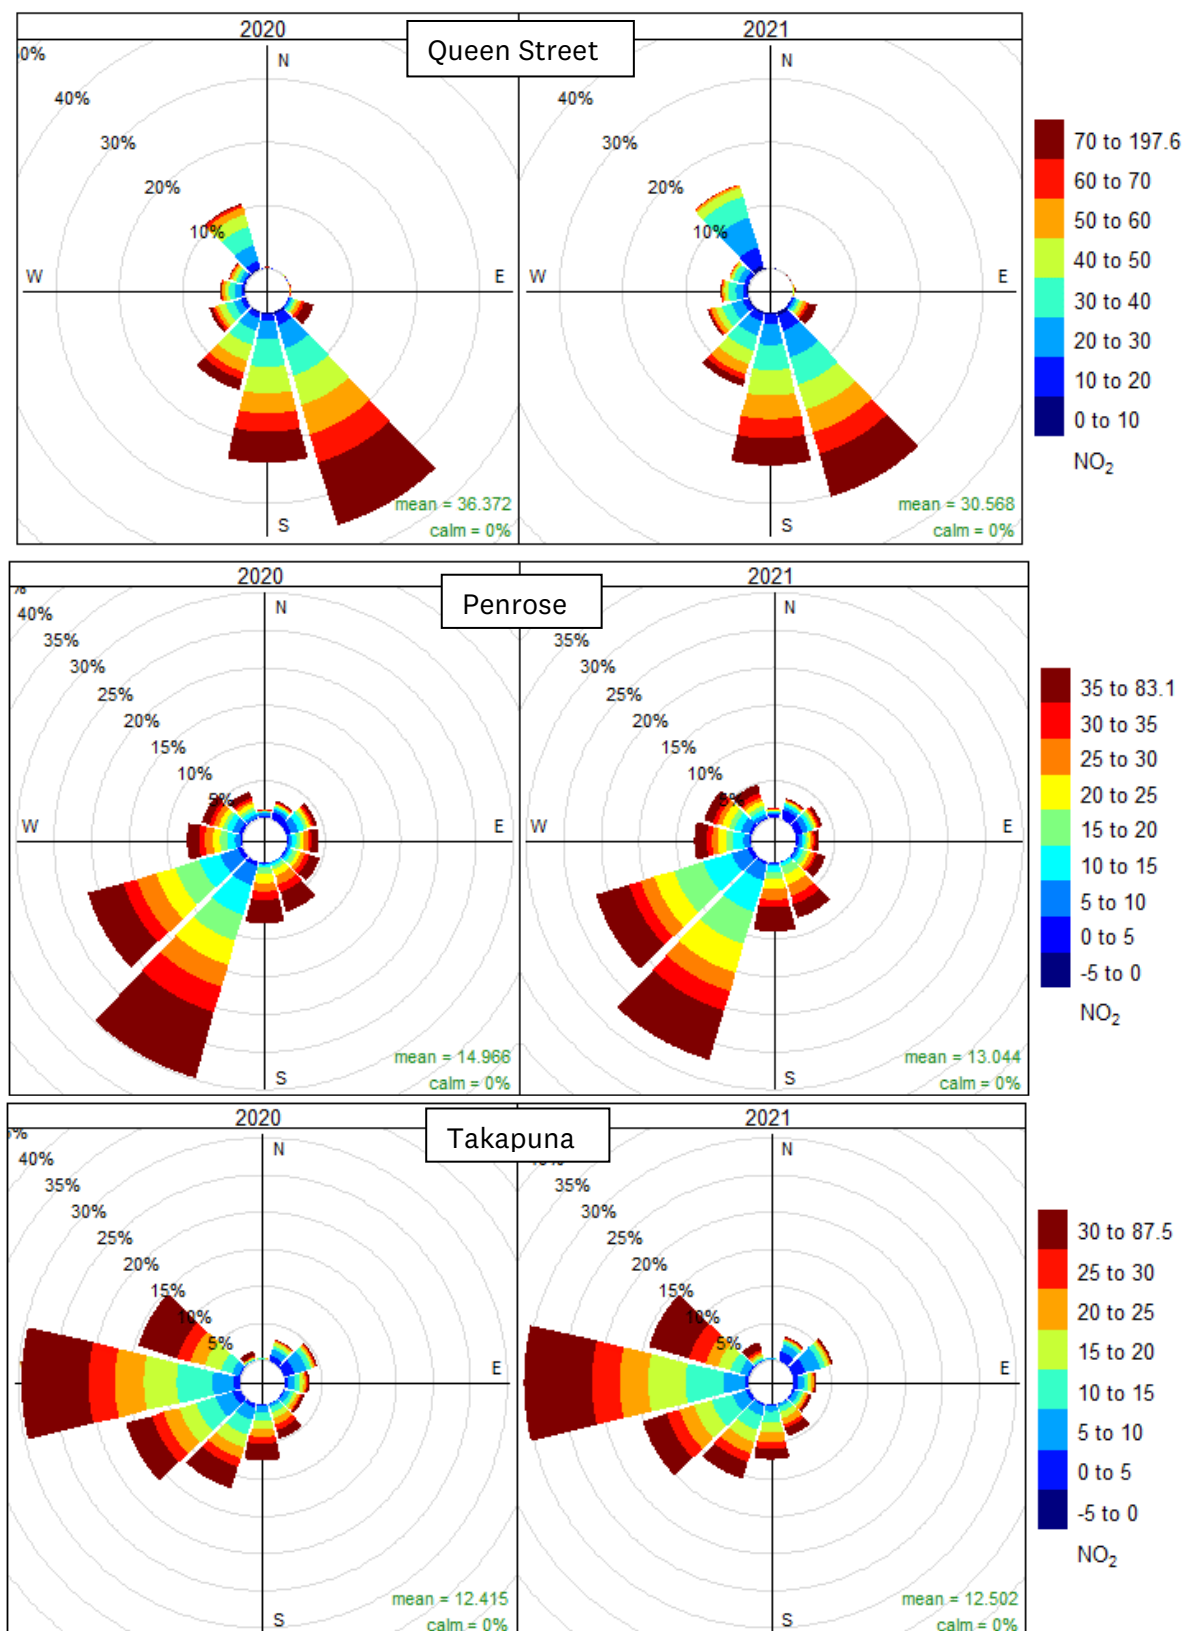 2020
Queen Street
2021
N
40%
30%
20%
10%
W
E
S
mean = 36.372
calm = 0%
N
40%
30%
20%
10%
W
E
S
mean = 30.568
calm = 0%
70 to 197.6
60 to 70
50 to 60
40 to 50
30 to 40
20 to 30
10 to 20
0 to 10
NO₂
2020
Penrose
2021
N
40%
35%
30%
25%
20%
15%
10%
5%
W
E
S
mean = 14.966
calm = 0%
N
35%
30%
25%
20%
15%
10%
5%
W
E
S
mean = 13.044
calm = 0%
35 to 83.1
30 to 35
25 to 30
20 to 25
15 to 20
10 to 15
5 to 10
0 to 5
-5 to 0
NO₂
2020
Takapuna
2021
N
40%
35%
30%
25%
20%
15%
10%
5%
E
S
mean = 12.415
calm = 0%
N
35%
30%
25%
20%
15%
10%
5%
E
S
mean = 12.502
calm = 0%
30 to 87.5
25 to 30
20 to 25
15 to 20
10 to 15
5 to 10
0 to 5
-5 to 0
NO₂